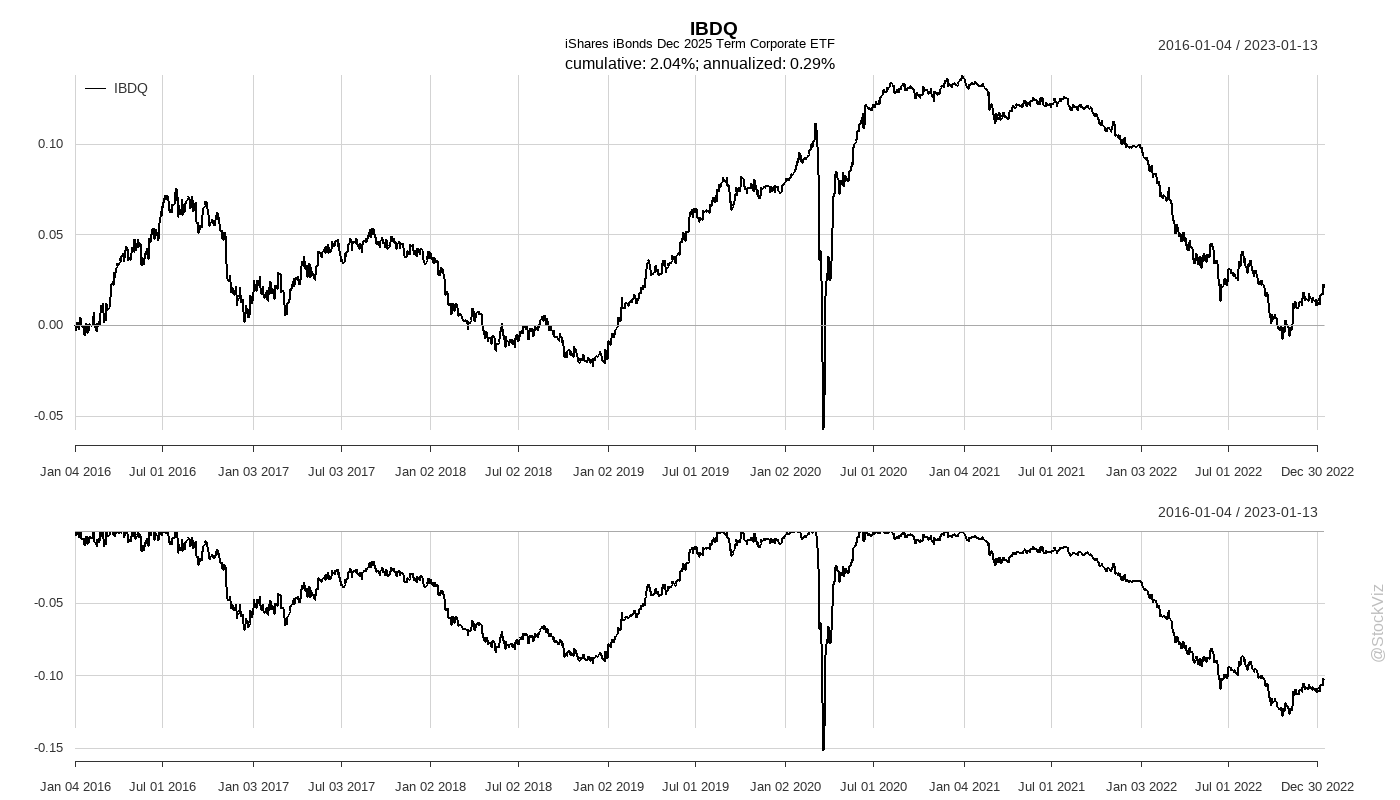 IBDQ
iShares iBonds Dec 2025 Term Corporate ETF
cumulative: 2.04%; annualized: 0.29%
2016-01-04 / 2023-01-13
IBDQ
0.10
0.05
0.00
-0.05
Jan 04 2016 Jul 01 2016 Jan 03 2017 Jul 03 2017 Jan 02 2018 Jul 02 2018 Jan 02 2019 Jul 01 2019 Jan 02 2020 Jul 01 2020 Jan 04 2021 Jul 01 2021 Jan 03 2022 Jul 01 2022 Dec 30 2022
2016-01-04 / 2023-01-13
-0.05
-0.10
-0.15
Jan 04 2016 Jul 01 2016 Jan 03 2017 Jul 03 2017 Jan 02 2018 Jul 02 2018 Jan 02 2019 Jul 01 2019 Jan 02 2020 Jul 01 2020 Jan 04 2021 Jul 01 2021 Jan 03 2022 Jul 01 2022 Dec 30 2022
@StockViz